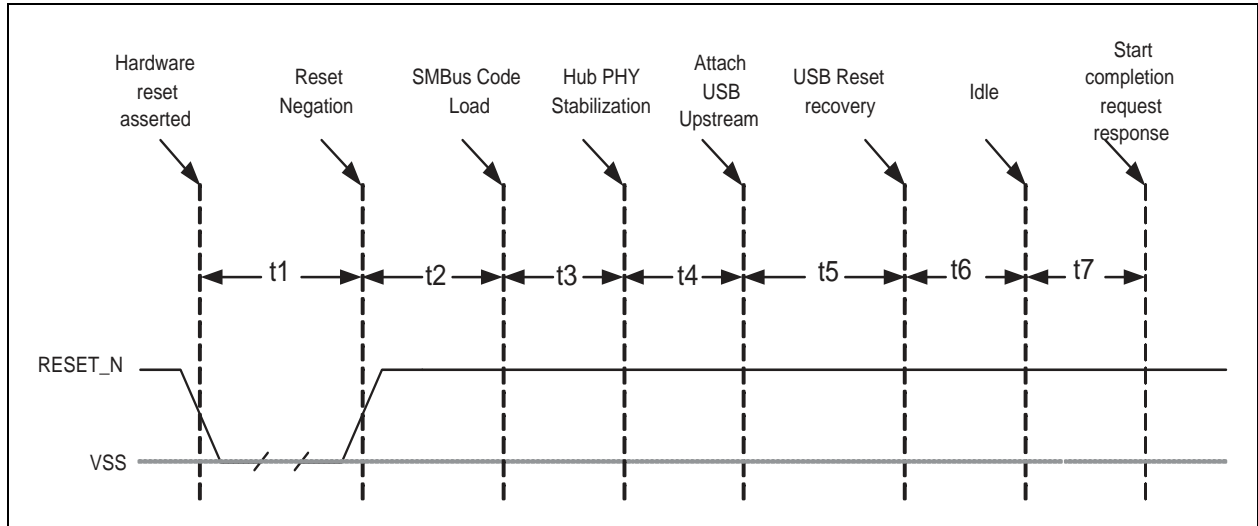 Hardware
reset
asserted
Reset
Negation
SMBus Code
Load
Hub PHY
Stabilization
Attach
USB
Upstream
USB Reset
recovery
Idle
Start
completion
request
response
t1
t2
t3
t4
t5
t6
t7
RESET_N
VSS